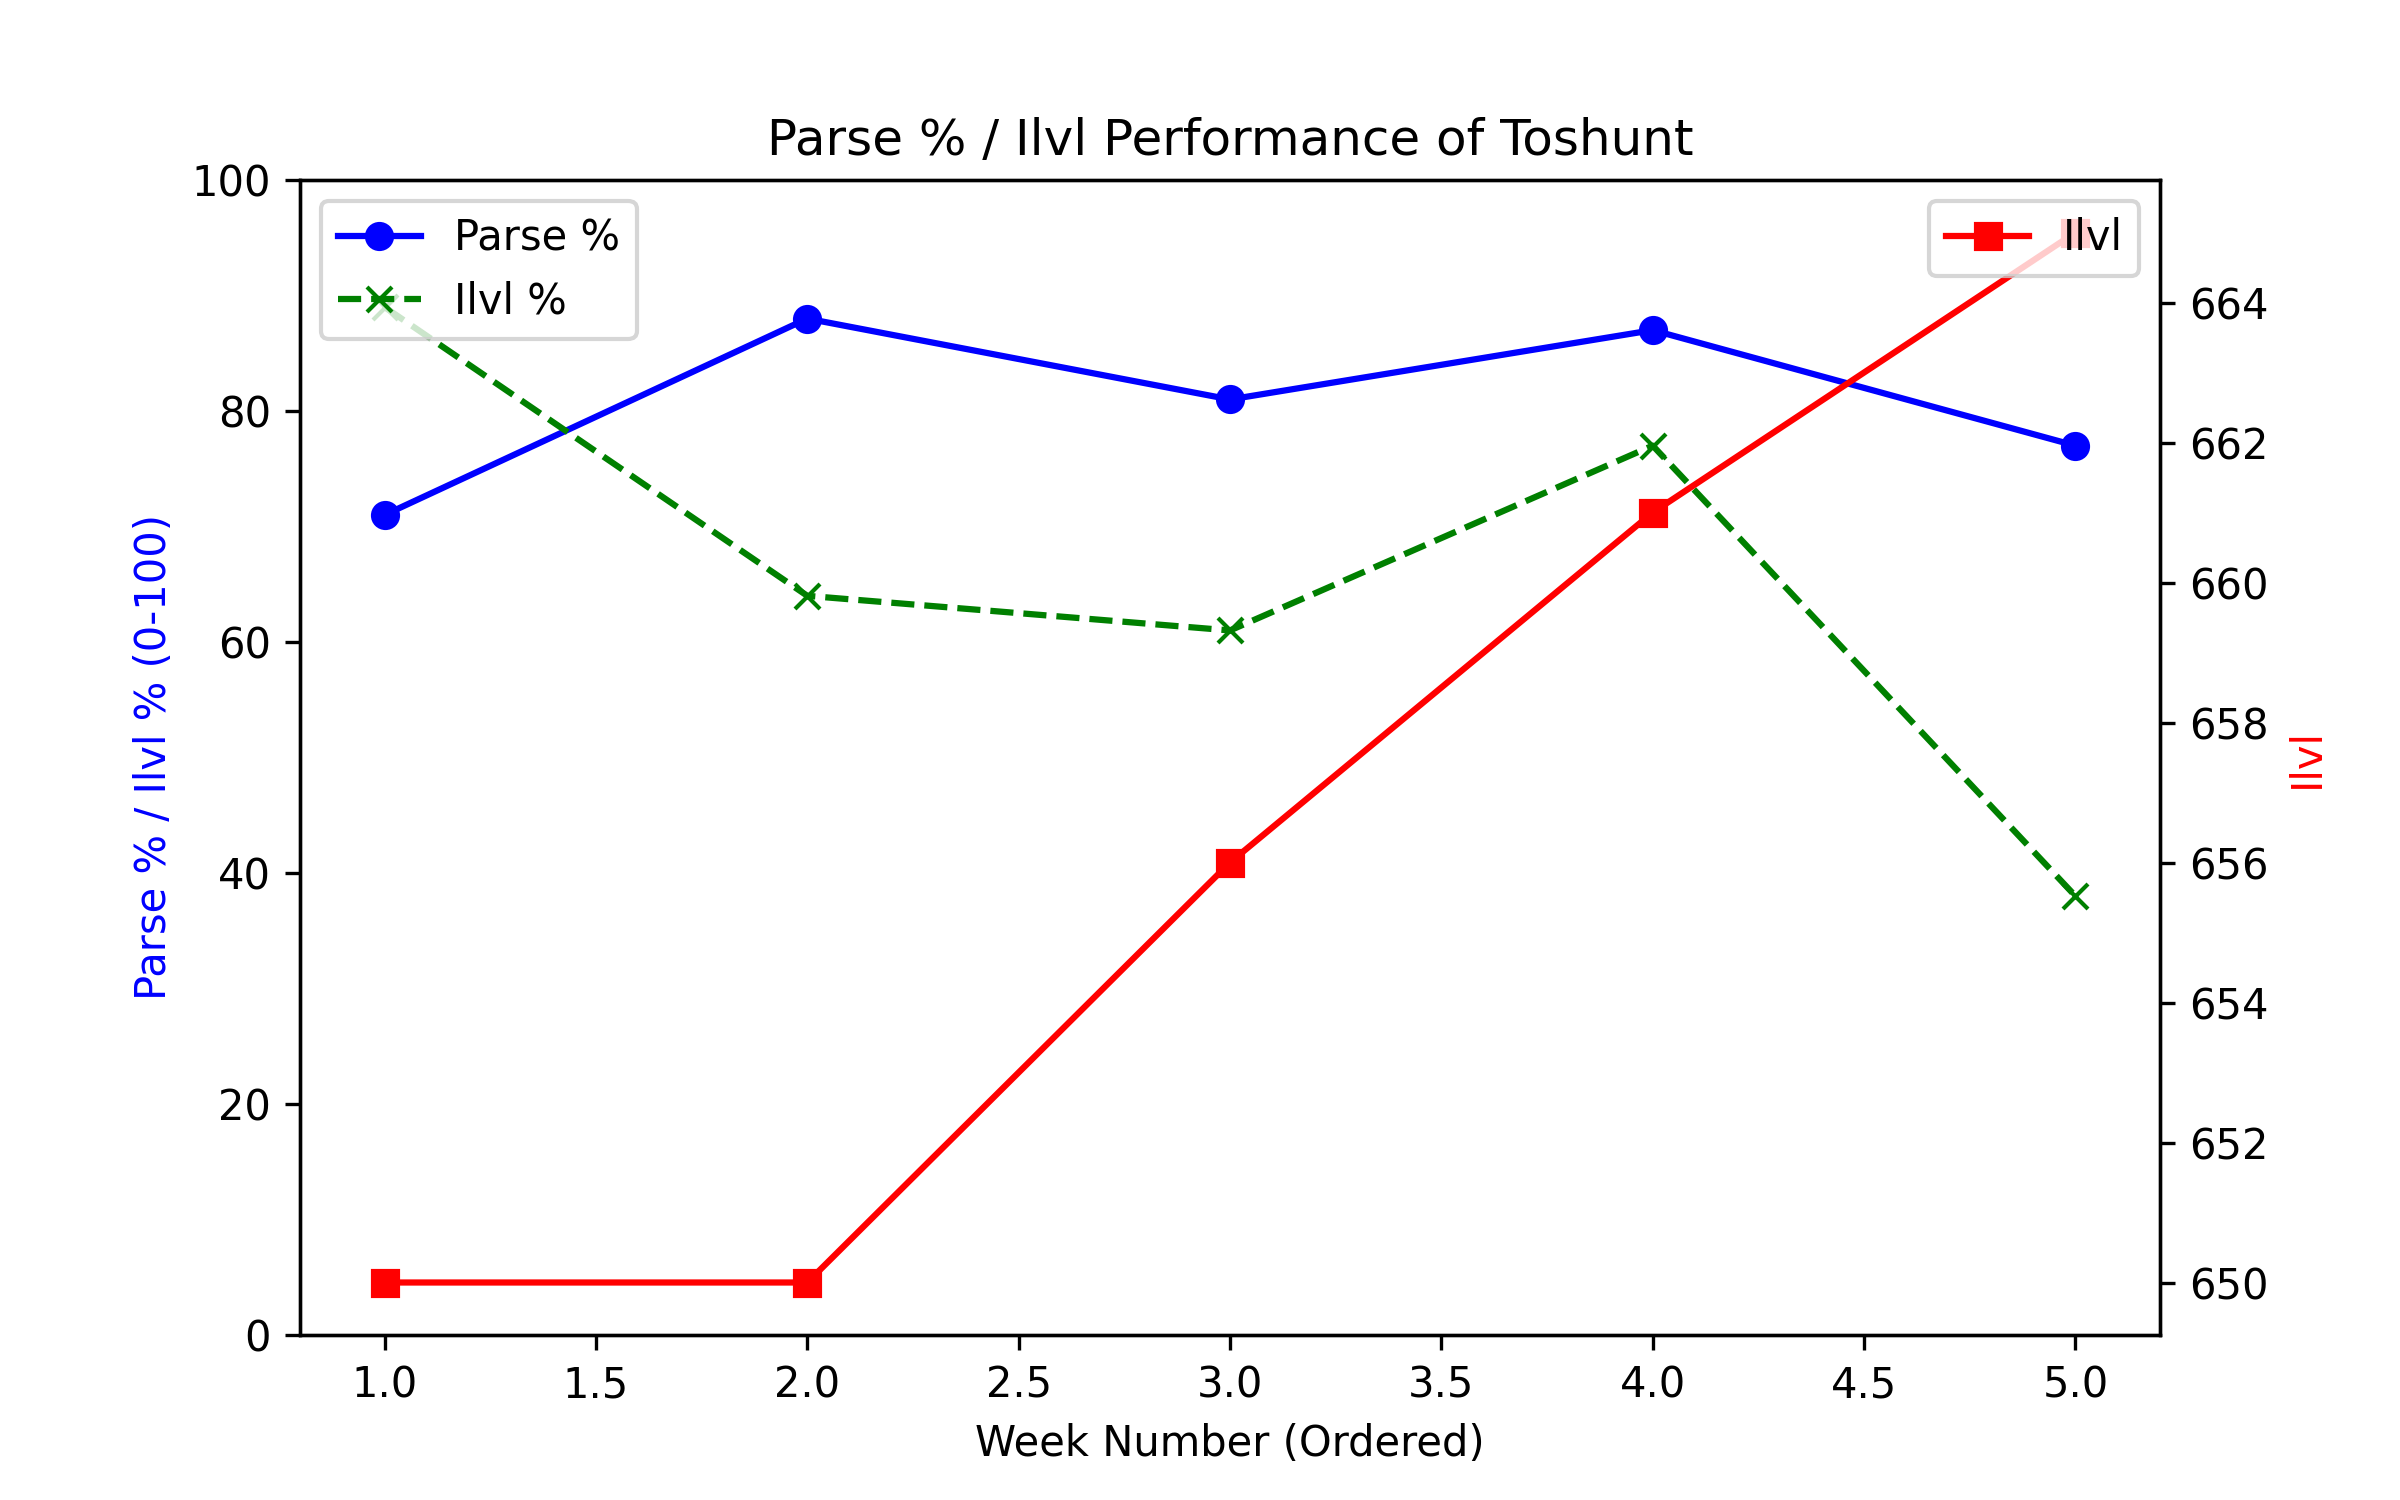 Parse % / Ilvl Performance of Toshunt
Parse %
Ilvl %
Ilvl
Parse % / Ilvl % (0-100)
100
80
60
40
20
0
664
662
660
658
656
654
652
650
Ilvl
1.0 1.5 2.0 2.5 3.0 3.5 4.0 4.5 5.0
Week Number (Ordered)